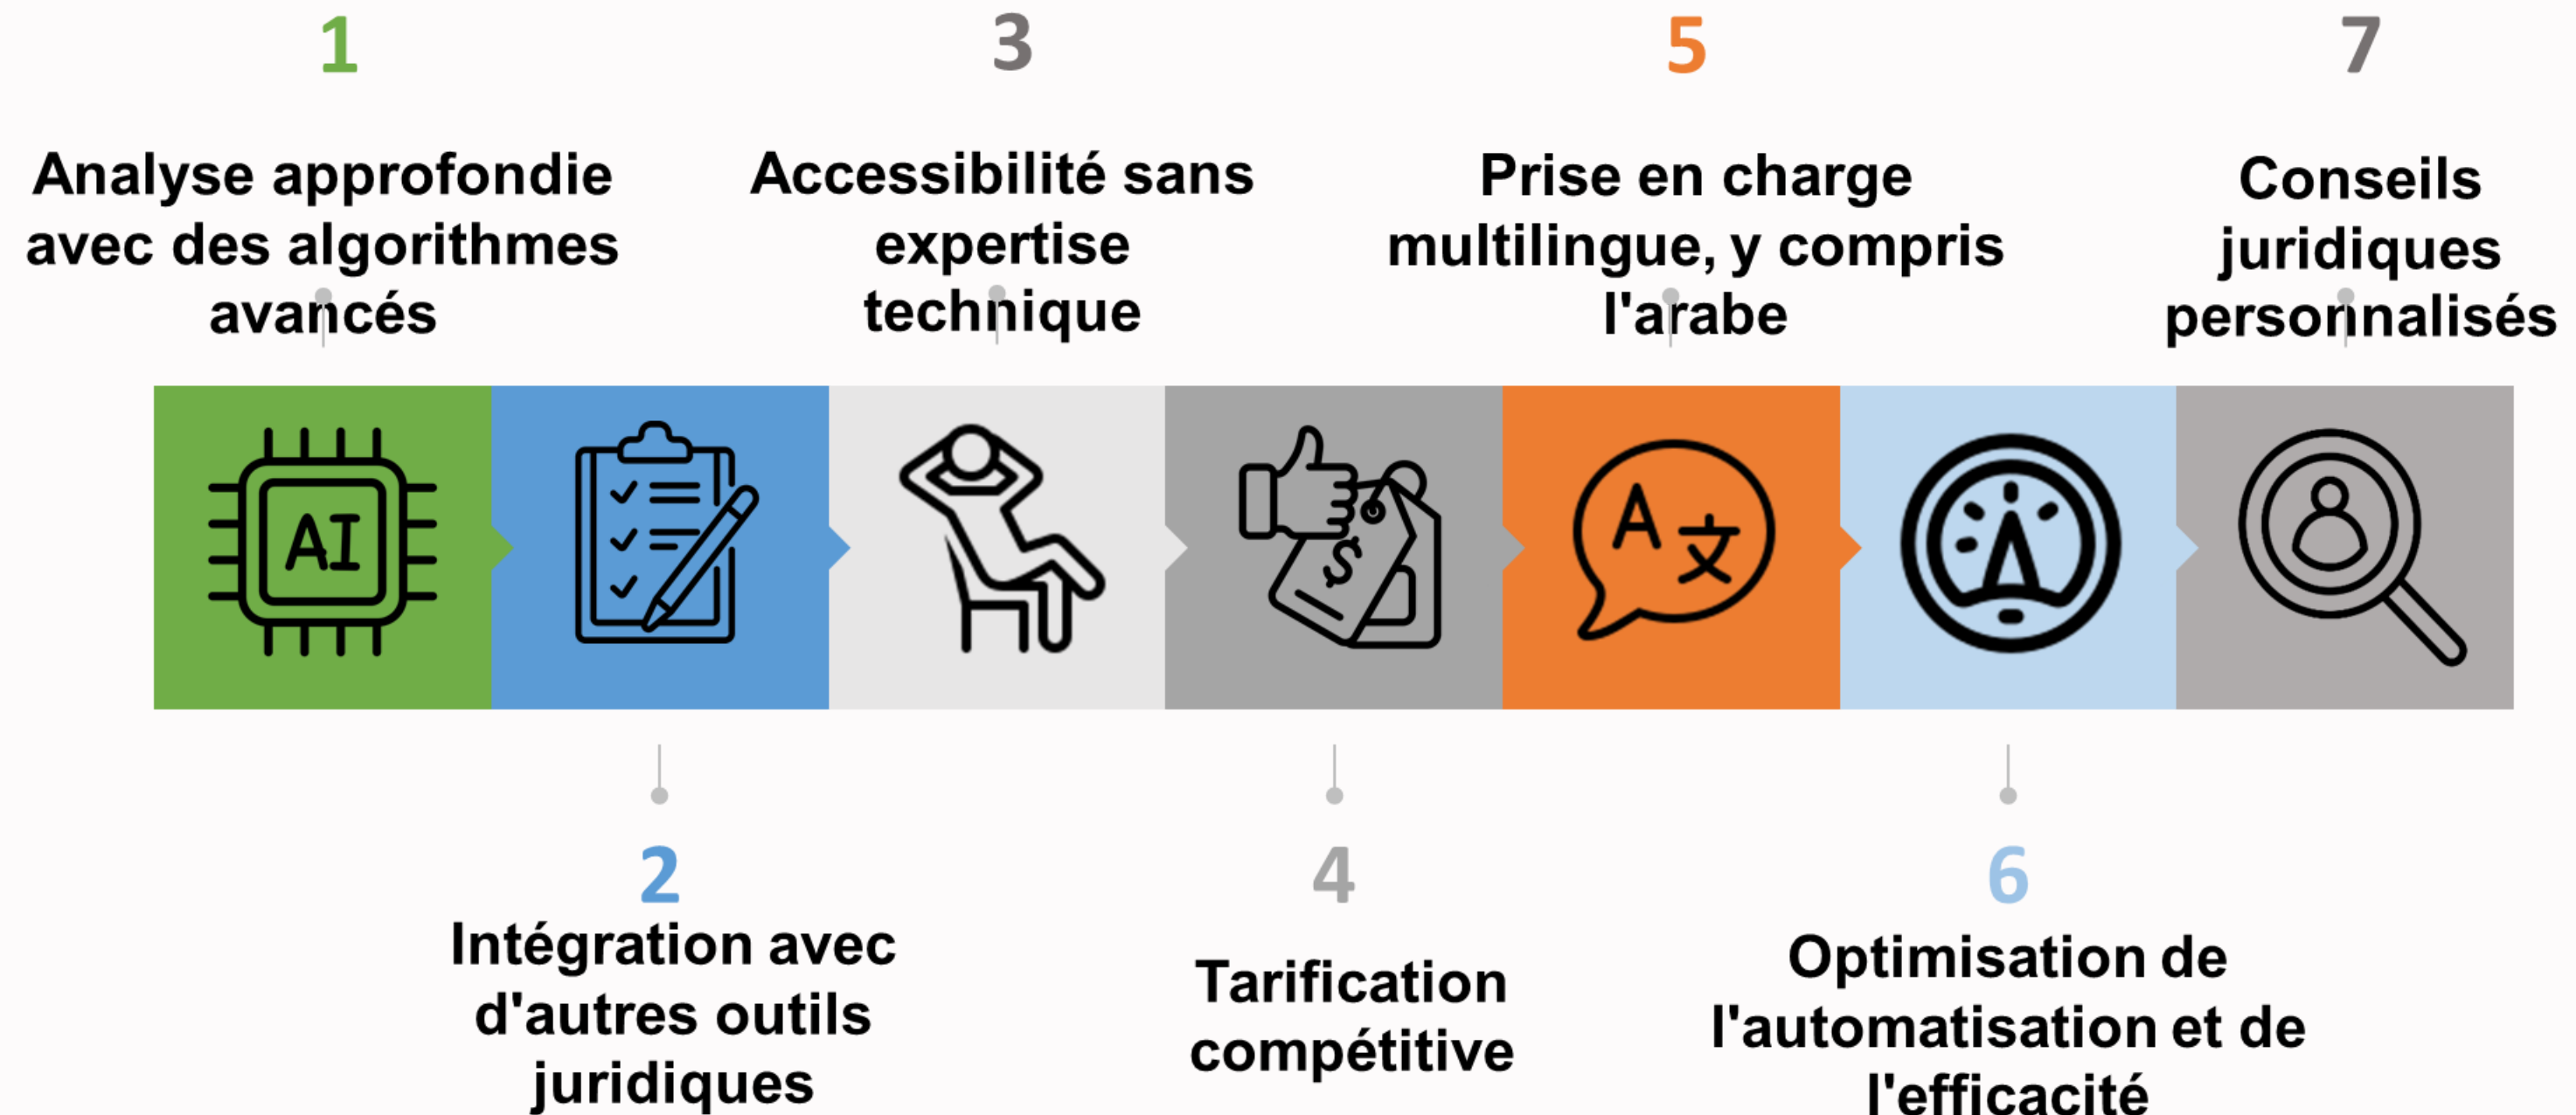 1
Analyse approfondie
avec des algorithmes
avancés
2
Intégration avec
d'autres outils
juridiques
3
Accessibilité sans
expertise
technique
4
Tarification
compétitive
5
Prise en charge
multilingue, y compris
l'arabe
6
Optimisation de
l'automatisation et de
l'efficacité
7
Conseils
juridiques
personnalisés
AI
$
A 文